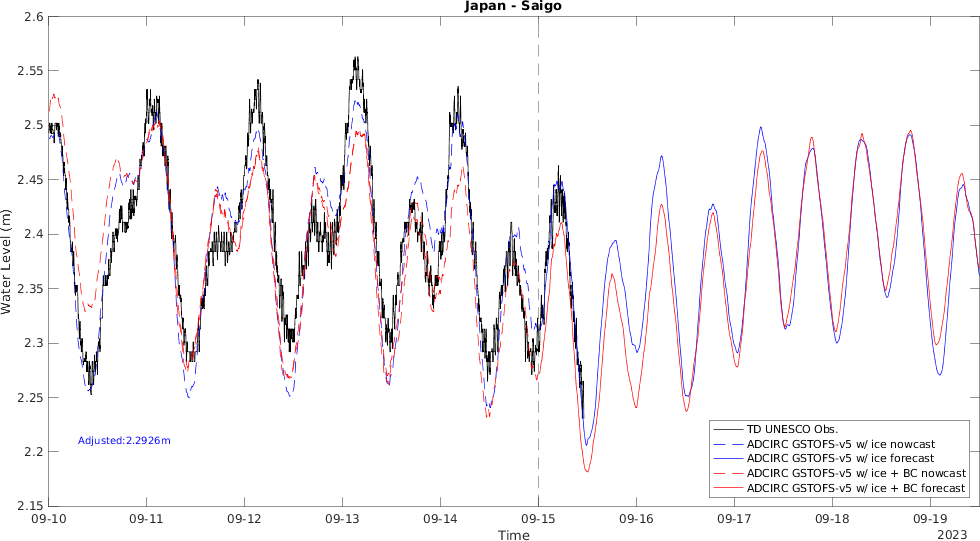 Japan - Saigo
2.6
2.55
2.5
2.45
2.4
2.35
2.3
2.25
2.2
2.15
Water Level (m)
Adjusted:2.2926m
TD UNESCO Obs.
ADCIRC GSTOFS-v5 w/ ice nowcast
ADCIRC GSTOFS-v5 w/ ice forecast
ADCIRC GSTOFS-v5 w/ ice + BC nowcast
ADCIRC GSTOFS-v5 w/ ice + BC forecast
09-10 09-11 09-12 09-13 09-14 09-15 09-16 09-17 09-18 09-19
Time
2023